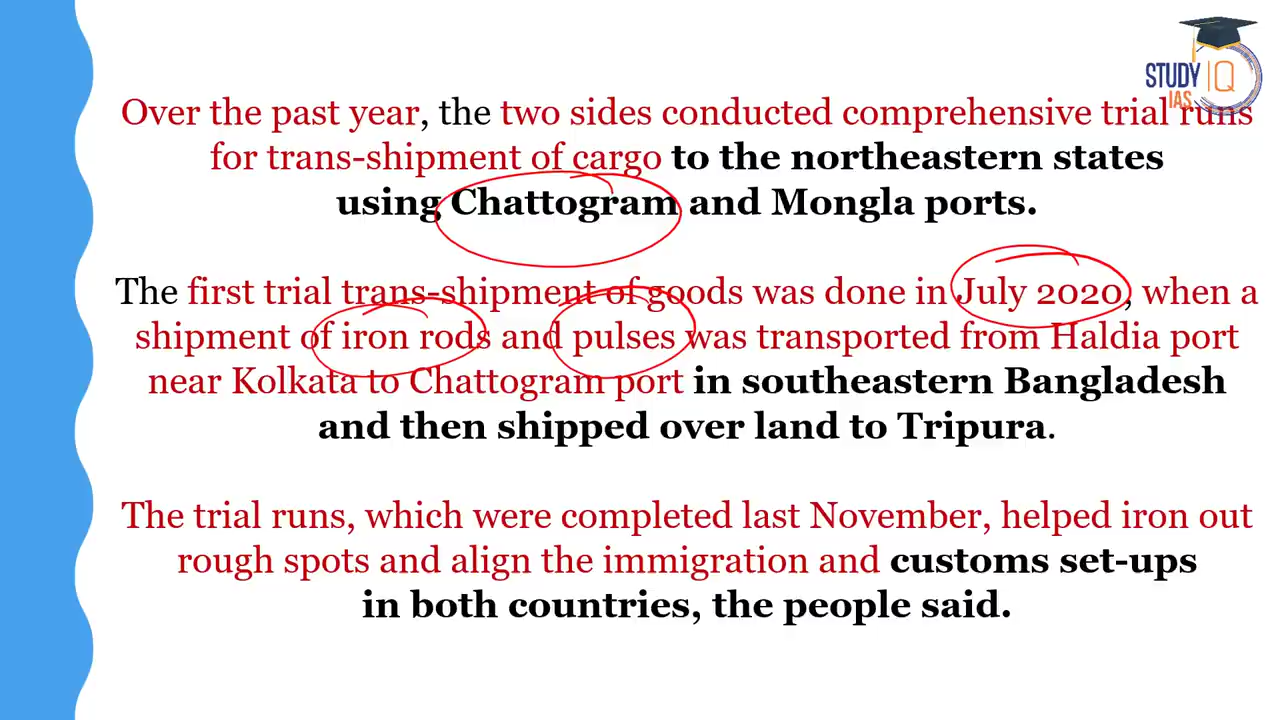 STUDY IQ
IAS
Over the past year, the two sides conducted comprehensive trial runs
for trans-shipment of cargo to the northeastern states
using Chattogram and Mongla ports.
The first trial trans-shipment of goods was done in July 2020, when a
shipment of iron rods and pulses was transported from Haldia port
near Kolkata to Chattogram port in southeastern Bangladesh
and then shipped over land to Tripura.
The trial runs, which were completed last November, helped iron out
rough spots and align the immigration and customs set-ups
in both countries, the people said.